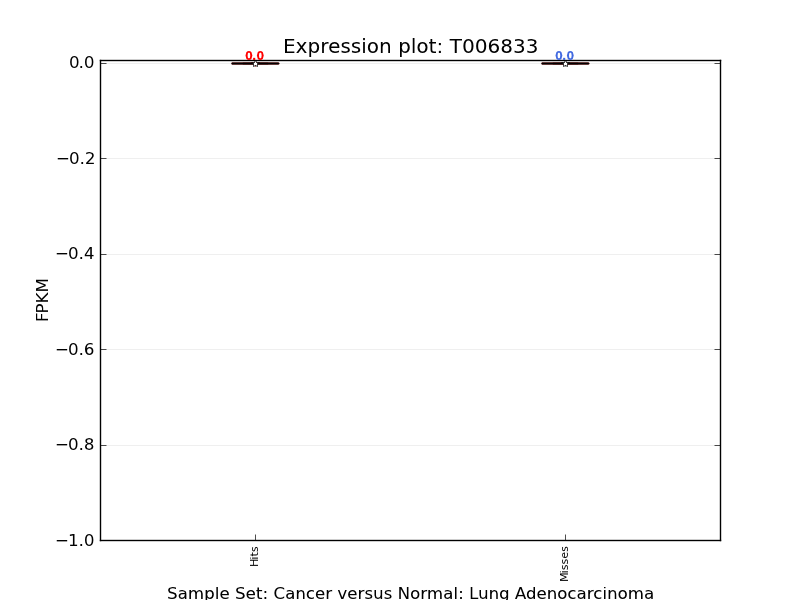 Expression plot: T006833
0.0
0.0
0.0
−0.2
−0.4
−0.6
−0.8
−1.0
FPKM
Hits
Misses
Sample Set: Cancer versus Normal: Lung Adenocarcinoma